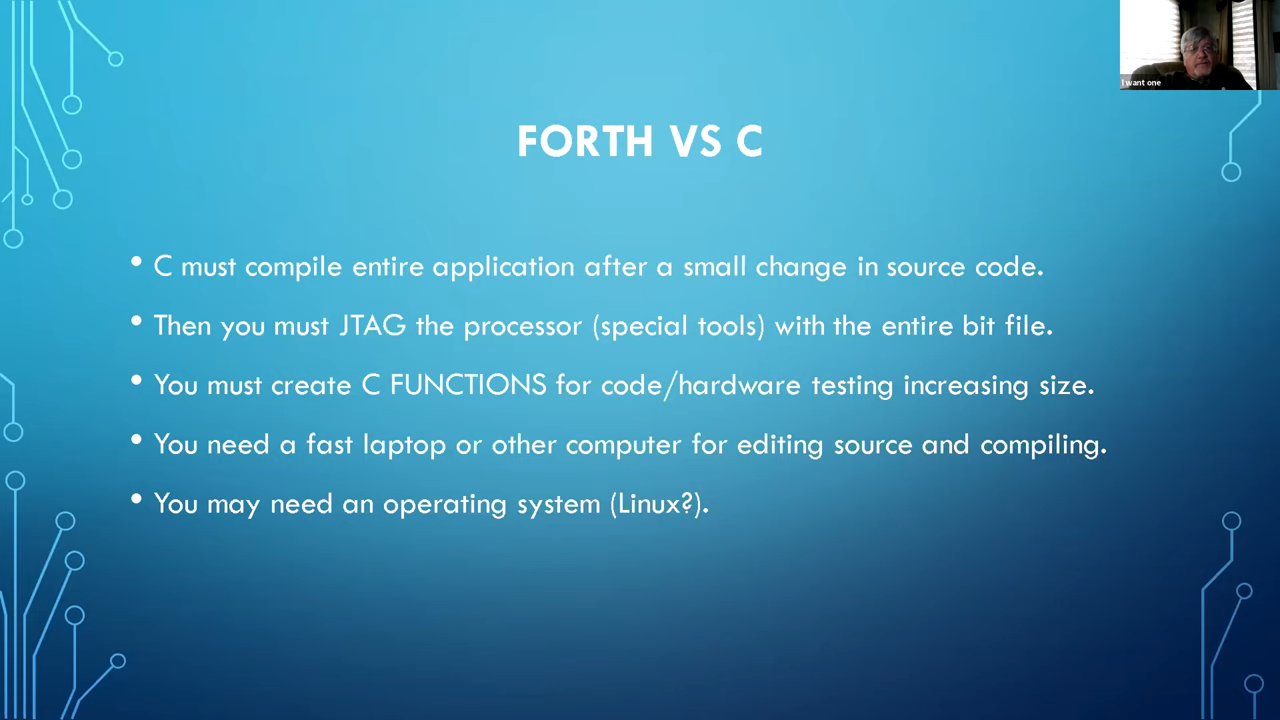 I want one
FORTH VS C
• C must compile entire application after a small change in source code.
• Then you must JTAG the processor (special tools) with the entire bit file.
• You must create C FUNCTIONS for code/hardware testing increasing size.
• You need a fast laptop or other computer for editing source and compiling.
• You may need an operating system (Linux?).